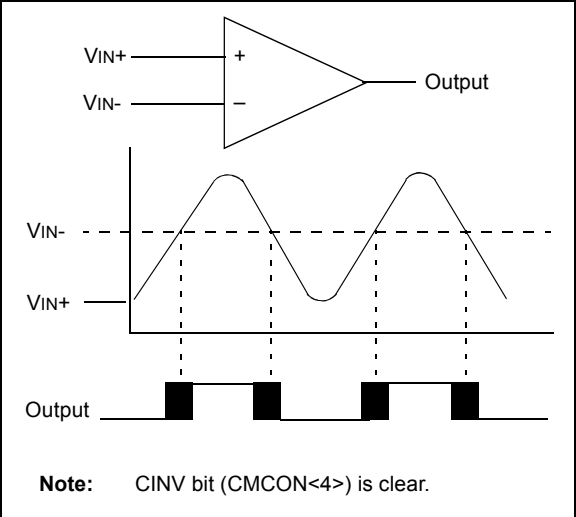 VIN+
+
Output
VIN-
–
VIN-
VIN+
Output
Note: CINV bit (CMCON<4>) is clear.